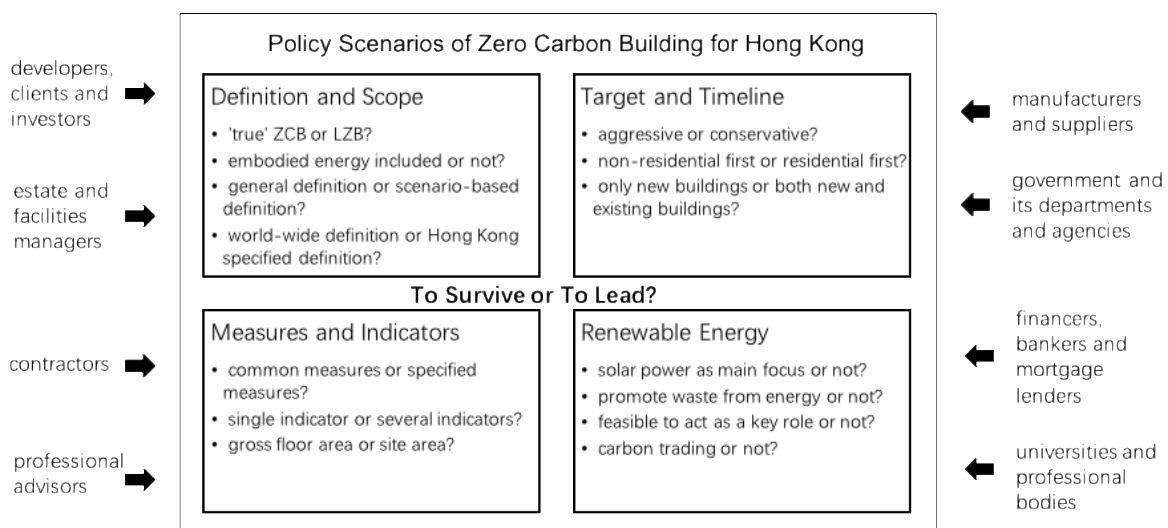 Policy Scenarios of Zero Carbon Building for Hong Kong
developers,
clients and
investors
estate and
facilities
managers
contractors
professional
advisors
Definition and Scope
• 'true' ZCB or LZB?
• embodied energy included or not?
• general definition or scenario-based
definition?
• world-wide definition or Hong Kong
specified definition?
Target and Timeline
• aggressive or conservative?
• non-residential first or residential first?
• only new buildings or both new and
existing buildings?
To Survive or To Lead?
Measures and Indicators
• common measures or specified
measures?
• single indicator or several indicators?
• gross floor area or site area?
Renewable Energy
• solar power as main focus or not?
• promote waste from energy or not?
• feasible to act as a key role or not?
• carbon trading or not?
manufacturers
and suppliers
government and
its departments
and agencies
financers,
bankers and
mortgage
lenders
universities and
professional
bodies